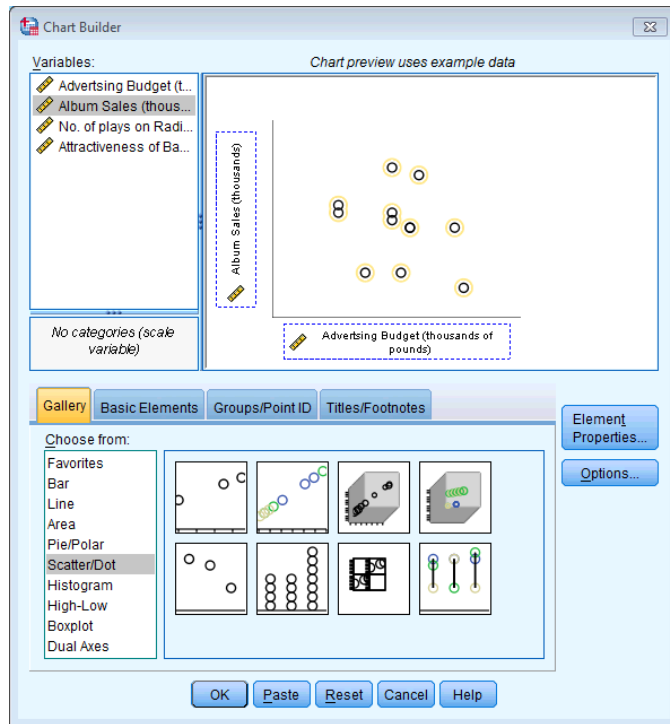 Chart Builder
Variables:
Chart preview uses example data
Advertsing Budget (t...
Album Sales (thous...
No. of plays on Radi...
Attractiveness of Ba...
No categories (scale
variable)
Album Sales (thousands)
Advertsing Budget (thousands of
pounds)
Gallery
Basic Elements
Groups/Point ID
Titles/Footnotes
Choose from:
Favorites
Bar
Line
Area
Pie/Polar
Scatter/Dot
Histogram
High-Low
Boxplot
Dual Axes
Element
Properties...
Options...
OK
Paste
Reset
Cancel
Help